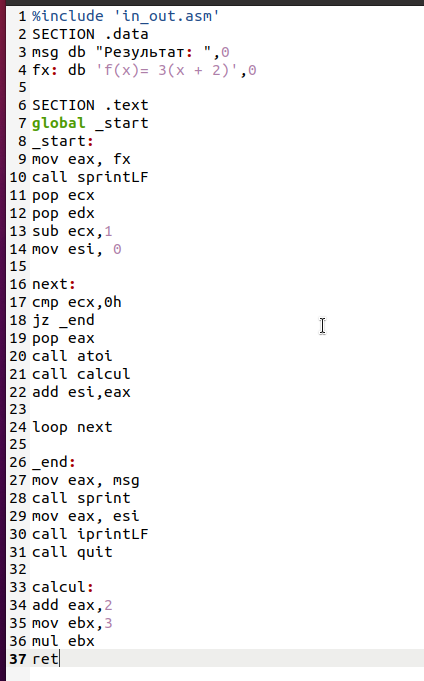 1 %include 'in_out.asm'
2 SECTION .data
3 msg db "Результат: ",0
4 fx: db 'f(x)= 3(x + 2)',0
5
6 SECTION .text
7 global _start
8 _start:
9 mov eax, fx
10 call sprintLF
11 pop ecx
12 pop edx
13 sub ecx,1
14 mov esi, 0
15
16 next:
17 cmp ecx,0h
18 jz _end
19 pop eax
20 call atoi
21 call calcul
22 add esi,eax
23
24 loop next
25
26 _end:
27 mov eax, msg
28 call sprint
29 mov eax, esi
30 call iprintLF
31 call quit
32
33 calcul:
34 add eax,2
35 mov ebx,3
36 mul ebx
37 ret